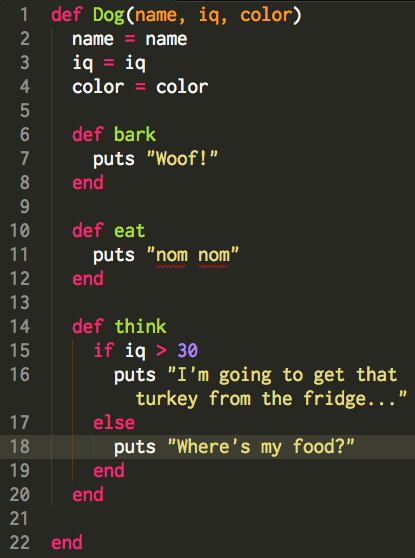 1 def Dog(name, iq, color)
2   name = name
3   iq = iq
4   color = color
5
6   def bark
7     puts "Woof!"
8   end
9
10   def eat
11     puts "nom nom"
12   end
13
14   def think
15     if iq > 30
16       puts "I'm going to get that
         turkey from the fridge..."
17     else
18       puts "Where's my food?"
19     end
20   end
21
22 end